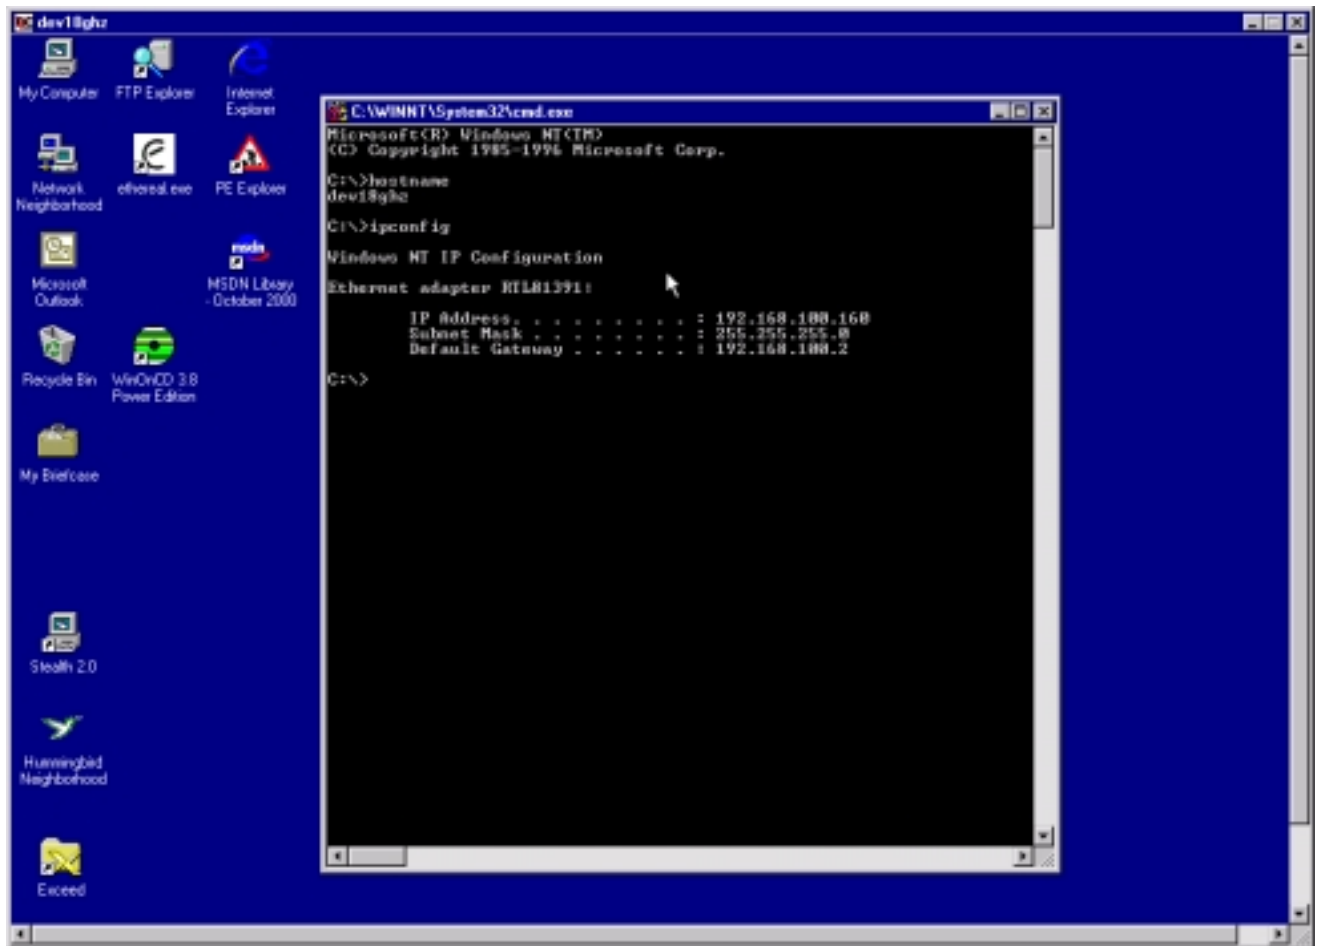 dev18ghz
My Computer
FTP Explorer
Internet
Explorer
Network
Neighborhood
ethereal.exe
PE Explorer
Microsoft
Outlook
msdn
MSDN Library
- October 2000
Recycle Bin
WinOnCD 3.8
Power Edition
My Briefcase
Stealth 2.0
Hummingbird
Neighborhood
Exceed
C:\WINNT\System32\cmd.exe
Microsoft(R) Windows NT(TM)
(C) Copyright 1985-1996 Microsoft Corp.
C:\>hostname
dev18ghz
C:\>ipconfig
Windows NT IP Configuration
Ethernet adapter RTL81391:
IP Address. . . . . . . . . : 192.168.100.160
Subnet Mask . . . . . . . . : 255.255.255.0
Default Gateway . . . . . . : 192.168.100.2
C:\>